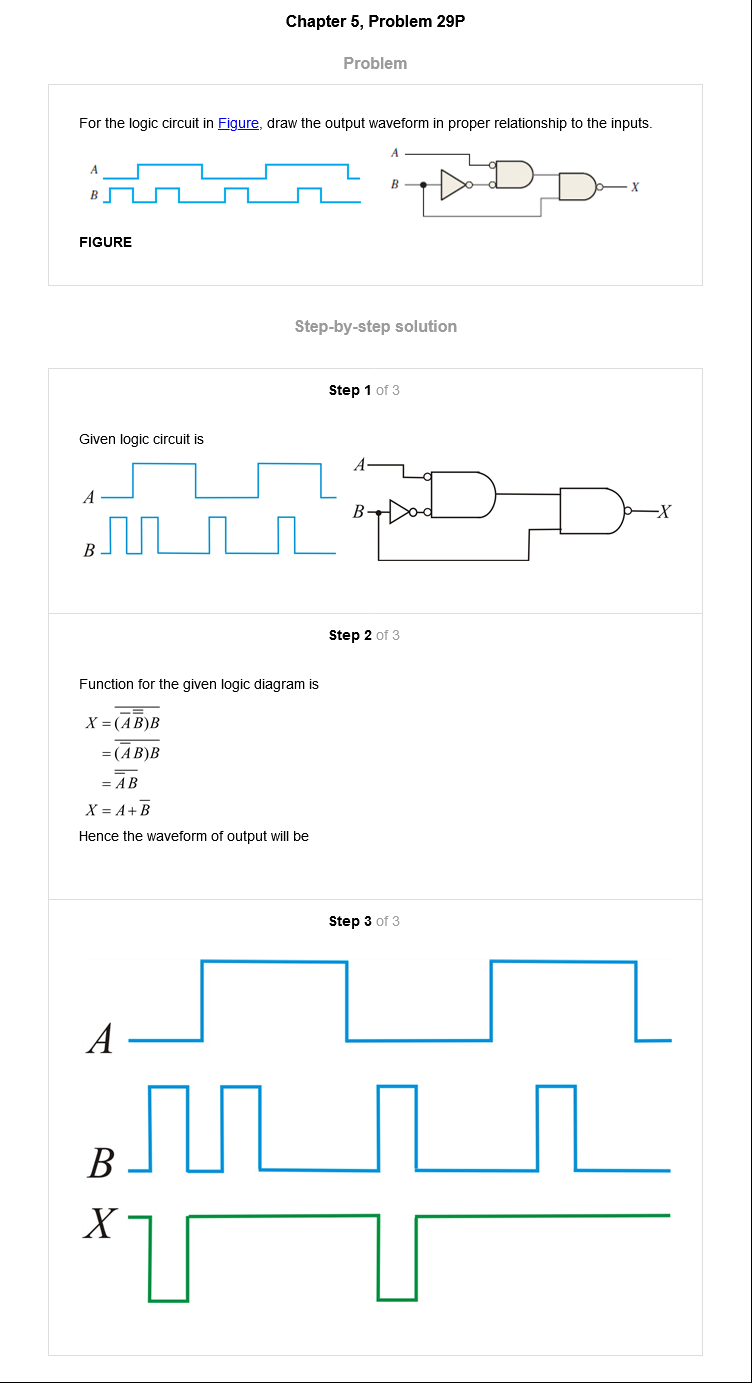 Chapter 5, Problem 29P
Problem
For the logic circuit in Figure, draw the output waveform in proper relationship to the inputs.
A
B
A
B
X
FIGURE
Step-by-step solution
Step 1 of 3
Given logic circuit is
A
B
A
B
X
Step 2 of 3
Function for the given logic diagram is
X = \overline{(\overline{A}\,\overline{\overline{B}})B}
= \overline{(\overline{A}B)B}
= \overline{\overline{A}B}
X = A + \overline{B}
Hence the waveform of output will be
Step 3 of 3
A
B
X